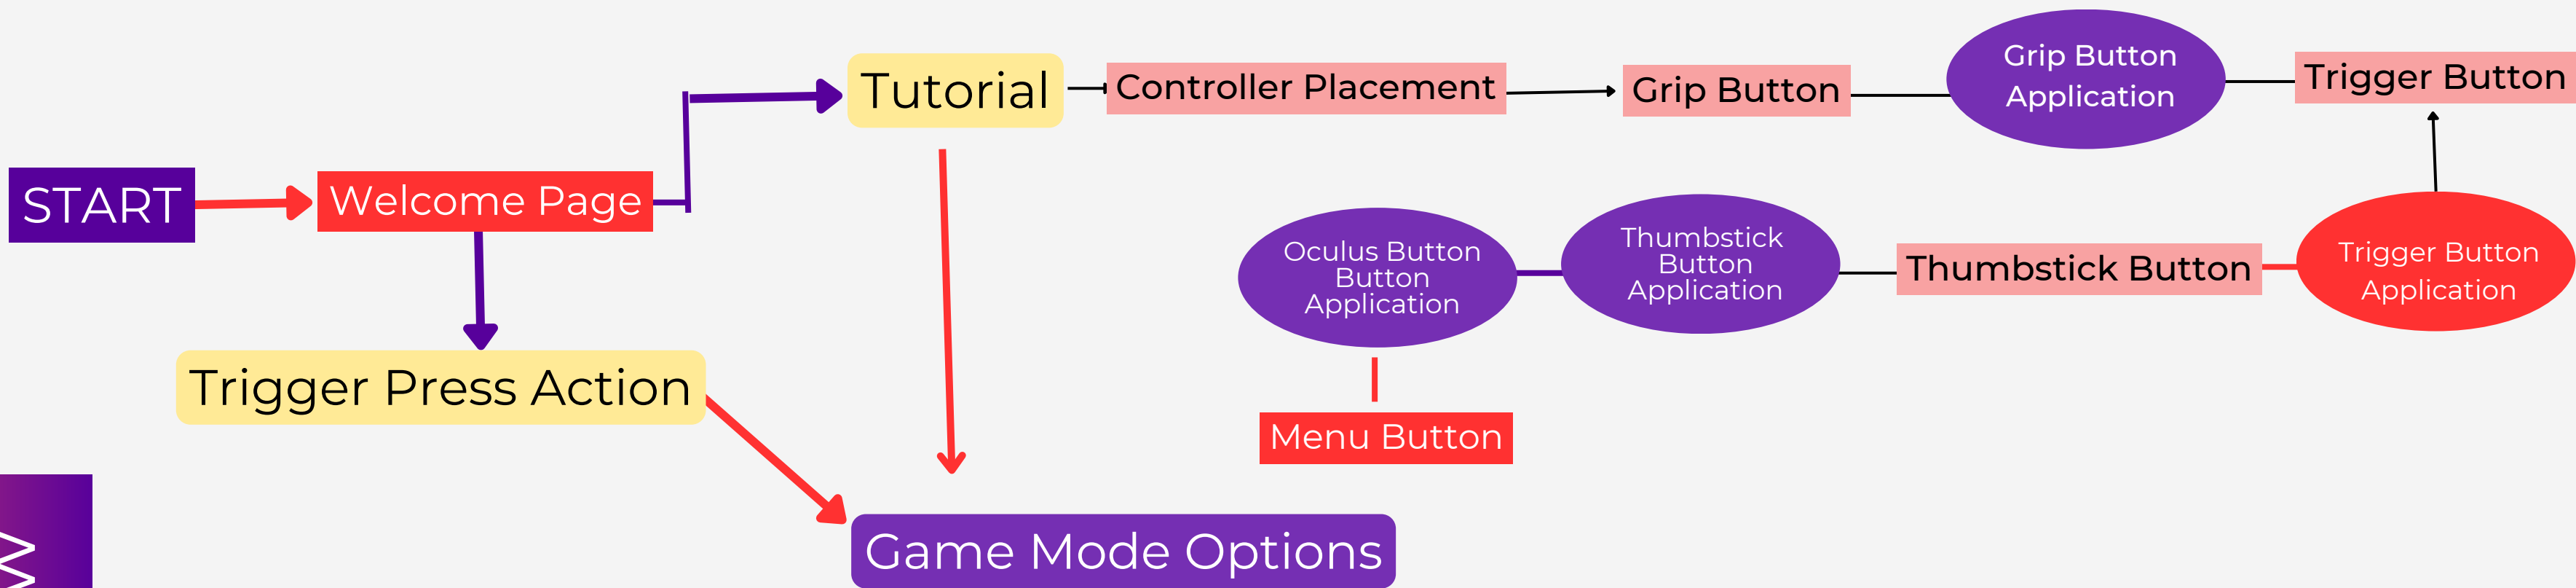 START
Welcome Page
Tutorial
Controller Placement
Grip Button
Grip Button
Application
Trigger Button
Trigger Button
Application
Thumbstick Button
Thumbstick
Button
Application
Oculus Button
Button
Application
Menu Button
Trigger Press Action
Game Mode Options